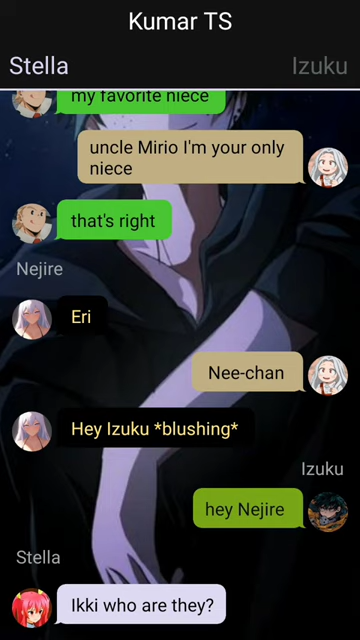 Kumar TS
Stella Izuku
my favorite niece
uncle Mirio I'm your only
niece
that's right
Nejire
Eri
Nee-chan
Hey Izuku *blushing*
Izuku
hey Nejire
Stella
Ikki who are they?